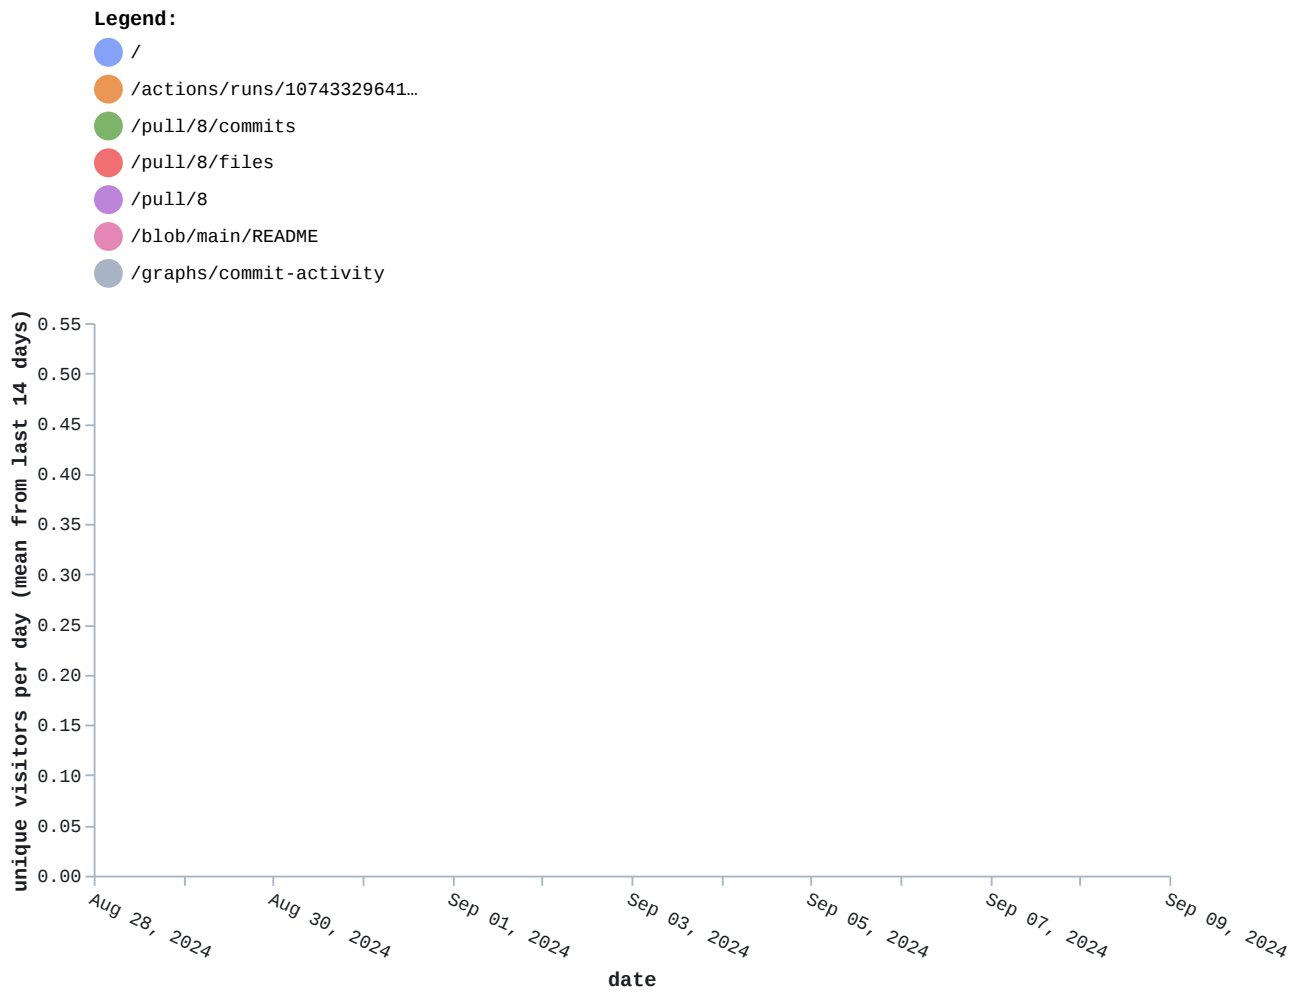 Legend:
/
/actions/runs/10743329641…
/pull/8/commits
/pull/8/files
/pull/8
/blob/main/README
/graphs/commit-activity
unique visitors per day (mean from last 14 days)
0.55
0.50
0.45
0.40
0.35
0.30
0.25
0.20
0.15
0.10
0.05
0.00
Aug 28, 2024
Aug 30, 2024
Sep 01, 2024
Sep 03, 2024
Sep 05, 2024
Sep 07, 2024
Sep 09, 2024
date